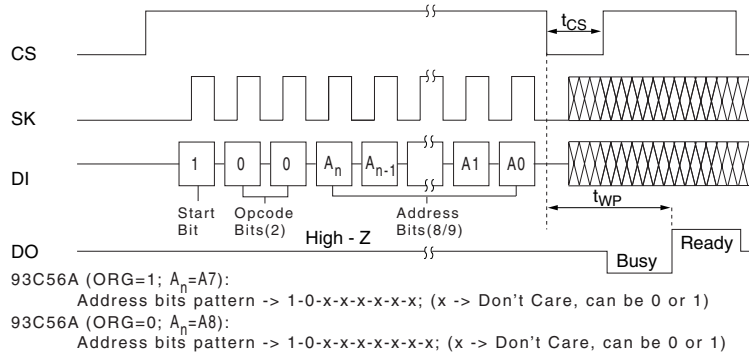 tCS
CS
SK
DI
1 0 0 An An-1 A1 A0
tWP
Start Bit
Opcode Bits(2)
Address Bits(8/9)
High - Z
DO
Busy
Ready
93C56A (ORG=1; An=A7):
Address bits pattern -> 1-0-x-x-x-x-x-x; (x -> Don't Care, can be 0 or 1)
93C56A (ORG=0; An=A8):
Address bits pattern -> 1-0-x-x-x-x-x-x-x; (x -> Don't Care, can be 0 or 1)